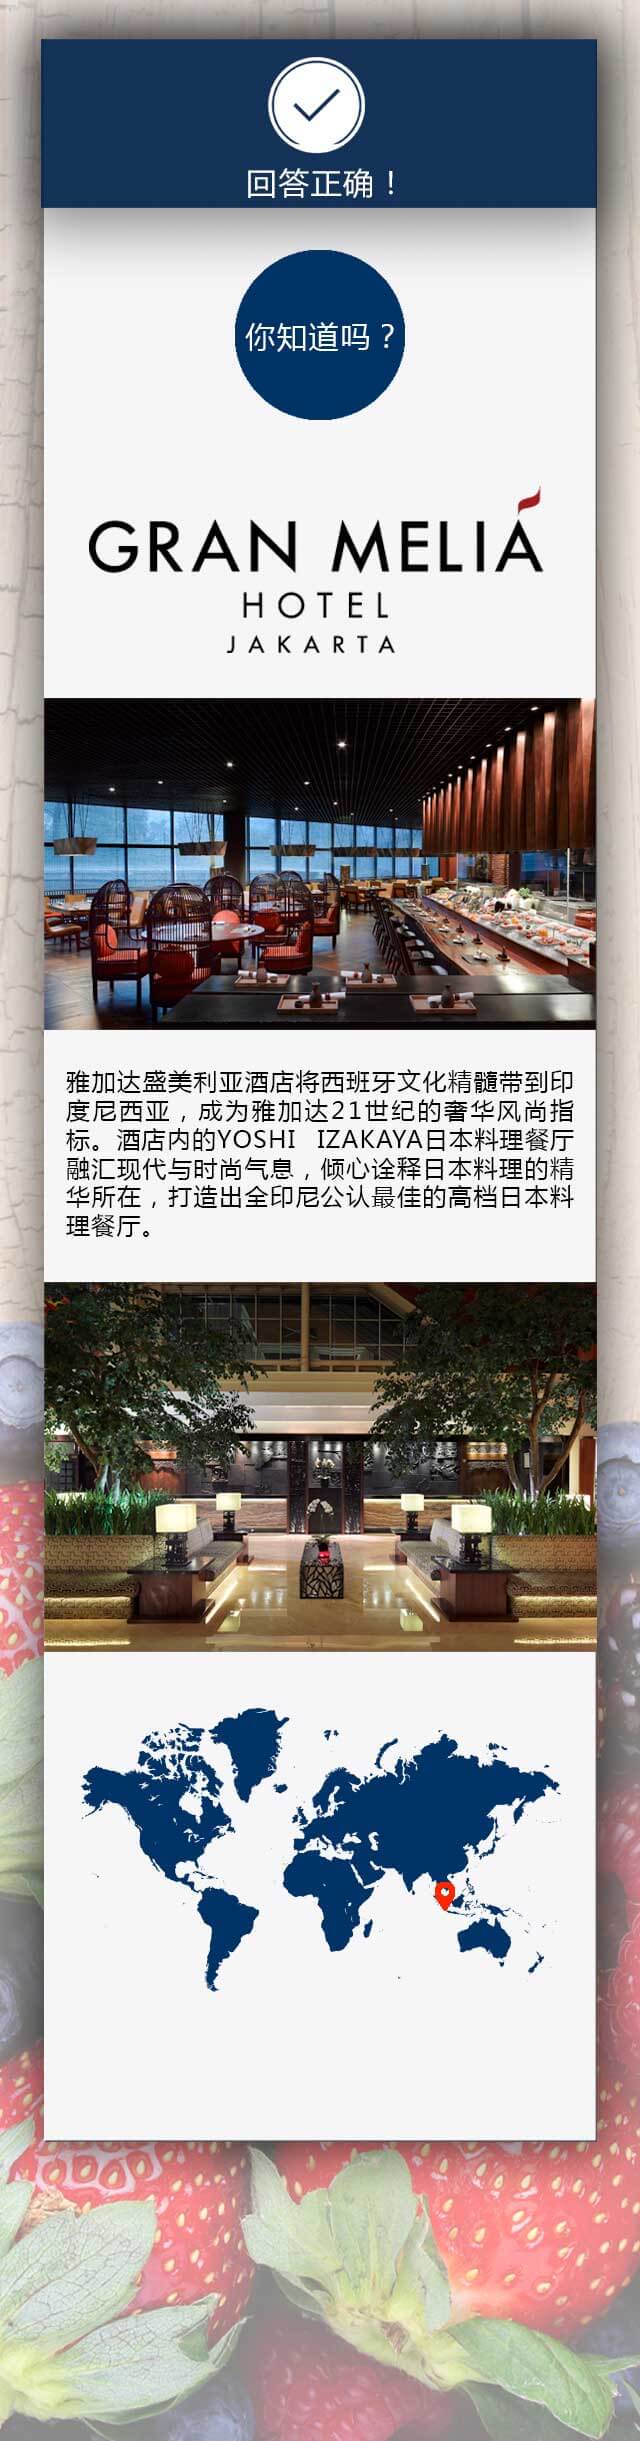 回答正确！
你知道吗？
GRAN MELIÁ
HOTEL
JAKARTA
雅加达盛美利亚酒店将西班牙文化精髓带到印
度尼西亚，成为雅加达21世纪的奢华风尚指
标。酒店内的YOSHI IZAKAYA日本料理餐厅
融汇现代与时尚气息，倾心诠释日本料理的精
华所在，打造出全印尼公认最佳的高档日本料
理餐厅。